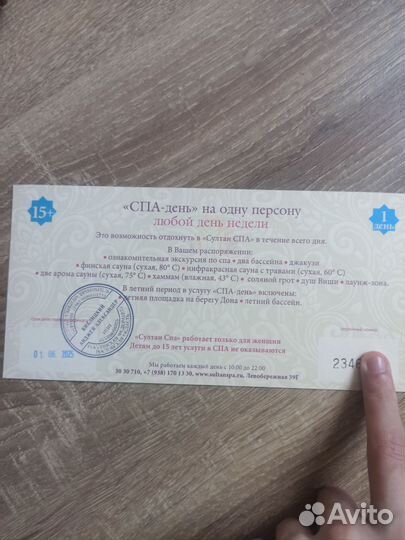 15+
1
день
«СПА-день» на одну персону
любой день недели
Это возможность отдохнуть в «Султан СПА» в течение всего дня.
В Вашем распоряжении:
• ознакомительная экскурсия по спа • два бассейна • джакузи
• финская сауна (сухая, 80° С) • инфракрасная сауна с травами (сухая, 60° С)
• две арома сауны (сухая, 75° С) • хаммам (влажная, 43° С) • соляной грот • душ Виши • лаунж-зона.
В летний период в услугу «СПА-день» включены:
летняя площадка на берегу Дона • летний бассейн.
01. 06. 2025
«Султан Спа» работает только для женщин
Детям до 15 лет услуги в СПА не оказываются
234
Мы работаем каждый день с 10:00 до 22:00
30 30 710, +7 (938) 170 13 30, www.sultanspa.ru, Левобережная 39Г
Avito